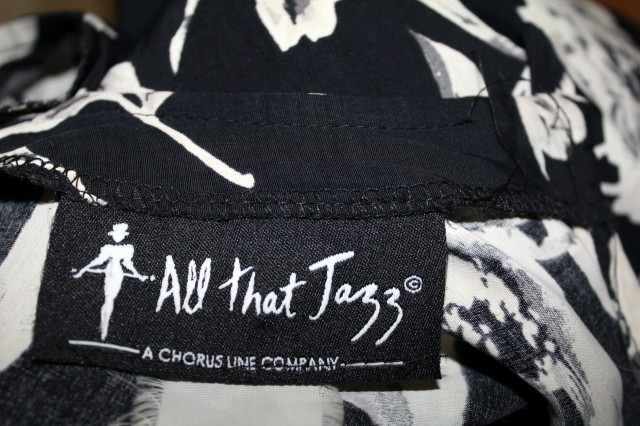 All that Jazz©
A CHORUS LINE COMPANY